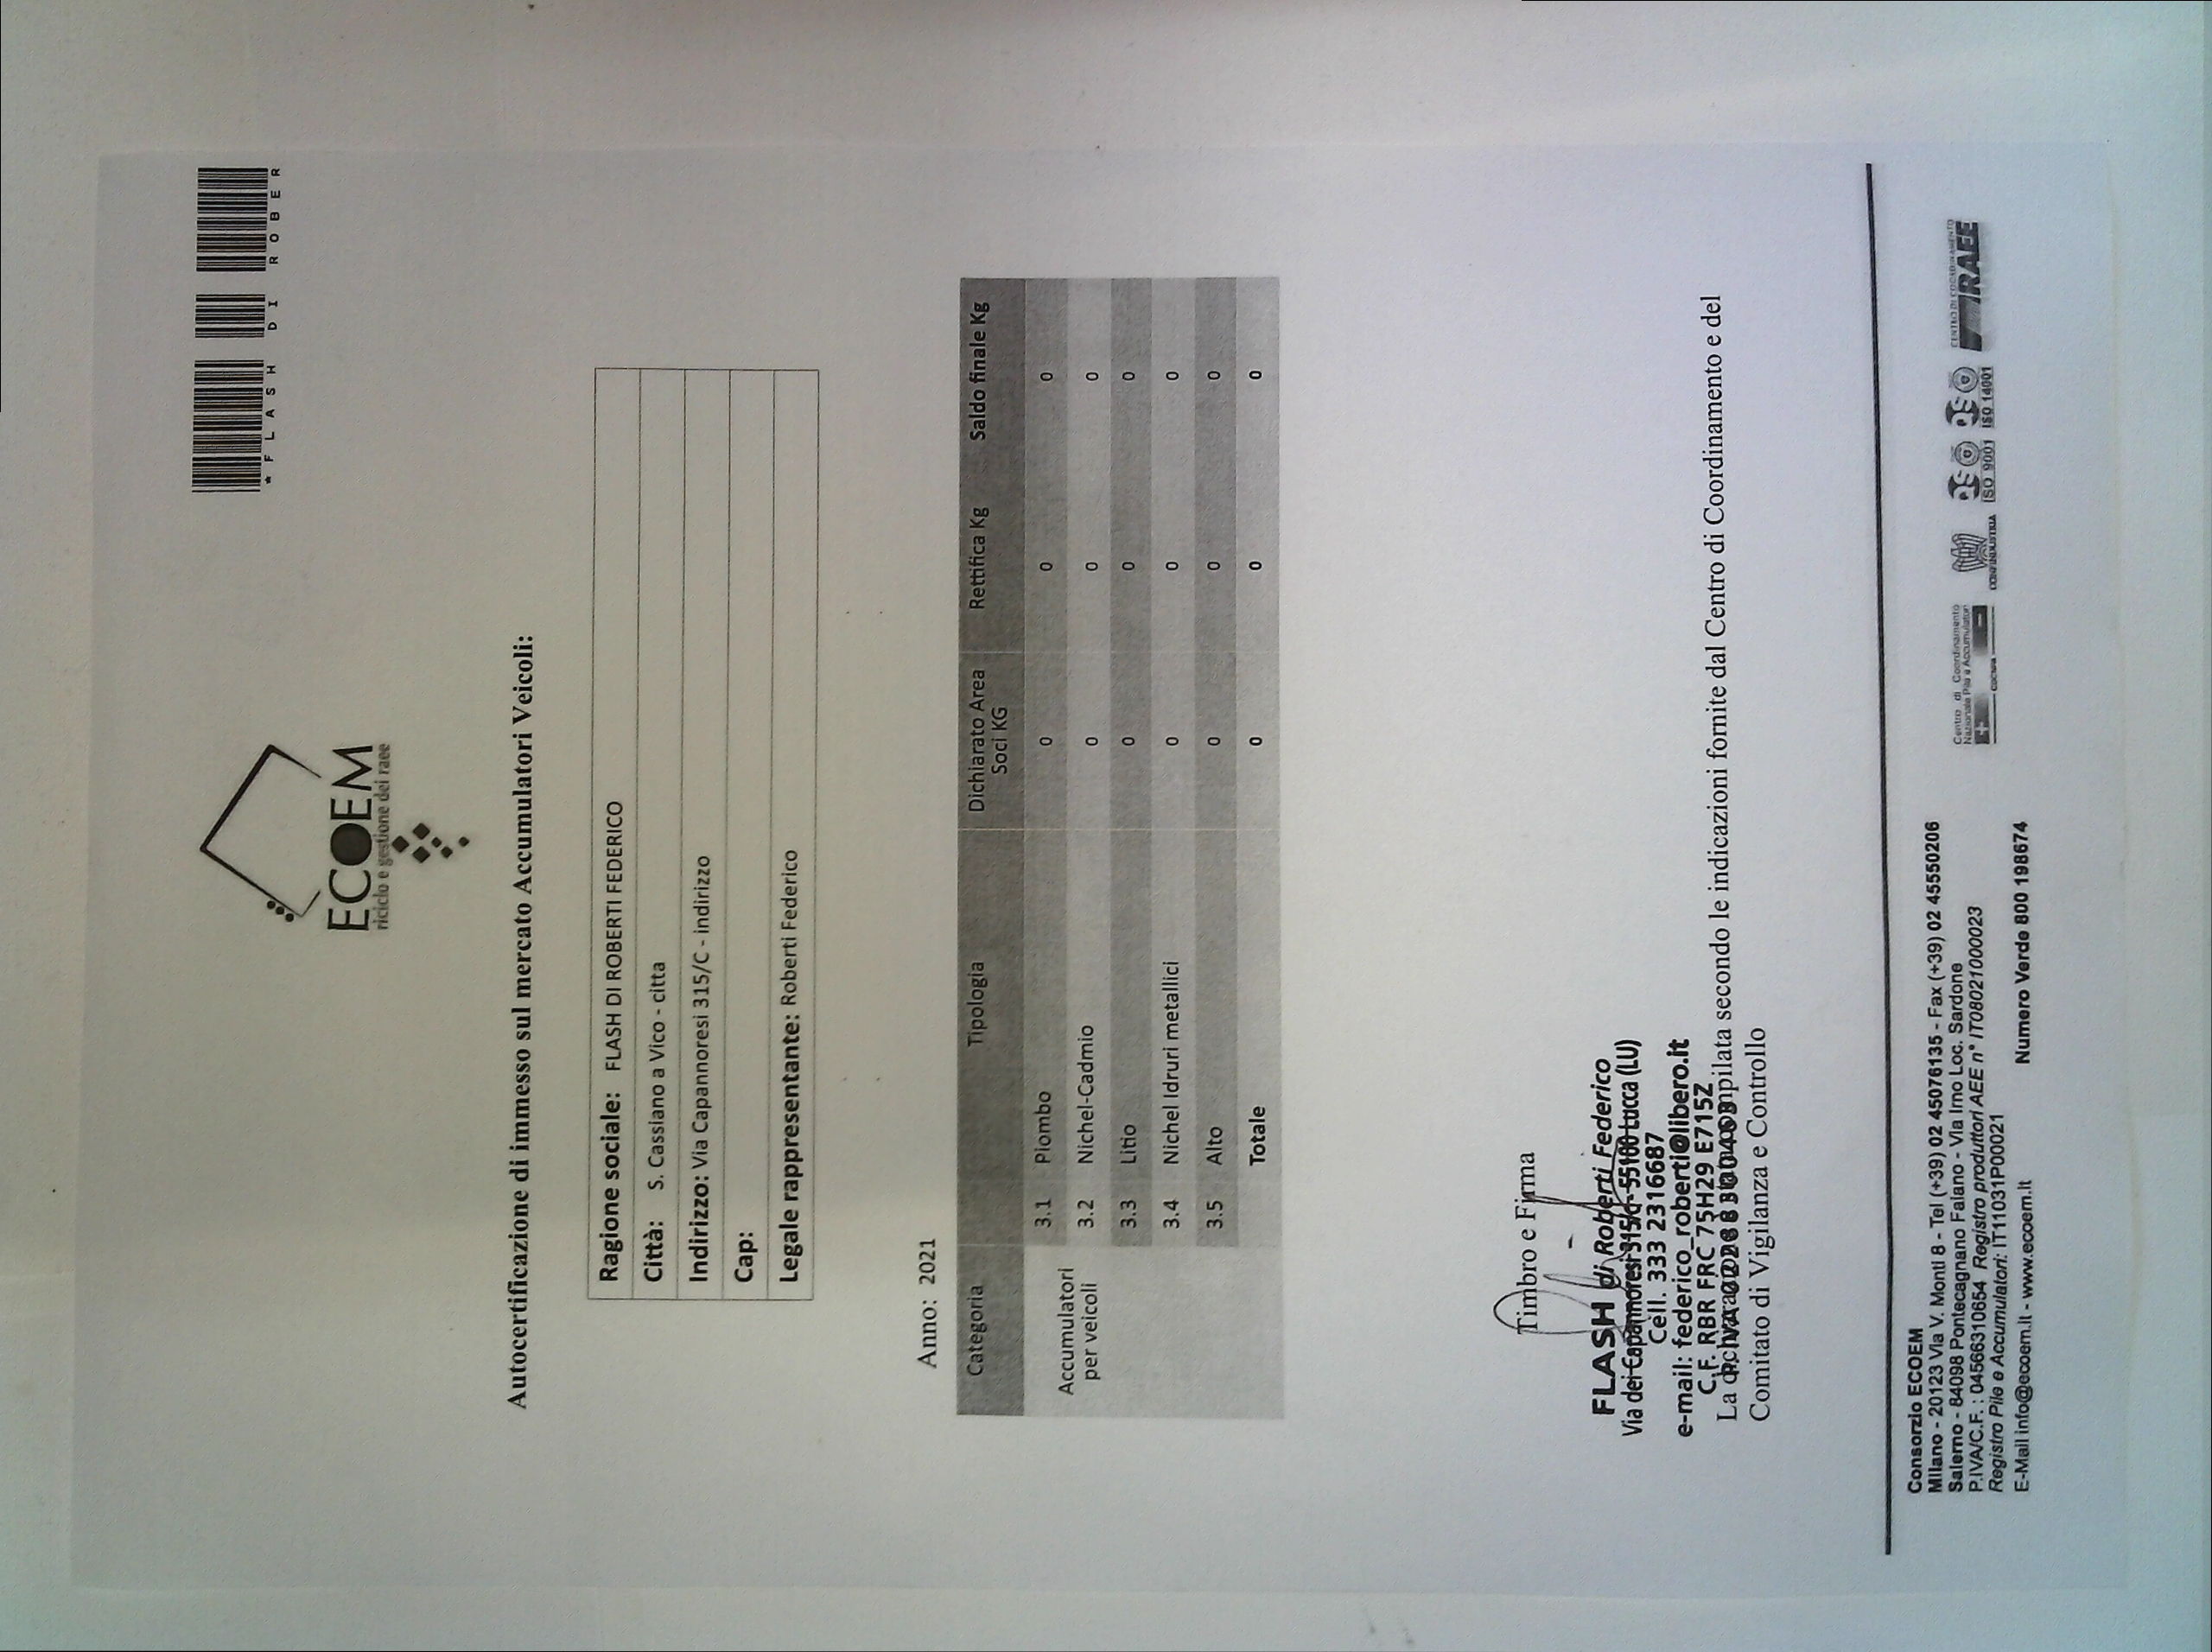 *FLASH DI ROBER
ECOEM
riciclo e gestione dei raee
Autocertificazione di immesso sul mercato Accumulatori Veicoli:
Ragione sociale: FLASH DI ROBERTI FEDERICO
Città: S. Cassiano a Vico - citta
Indirizzo: Via Capannoresi 315/C - indirizzo
Cap:
Legale rappresentante: Roberti Federico
Anno: 2021
Categoria Tipologia Dichiarato Area Soci KG Rettifica Kg Saldo finale Kg
Accumulatori per veicoli
3.1 Piombo 0 0 0
3.2 Nichel-Cadmio 0 0 0
3.3 Litio 0 0 0
3.4 Nichel Idruri metallici 0 0 0
3.5 Alto 0 0 0
Totale 0 0 0
Timbro e Firma
FLASH di Roberti Federico
Via dei Capannoresi 315/d - 55100 Lucca (LU)
Cell. 333 2316687
e-mail: federico_roberti@libero.it
C.F. RBR FRC 75H29 E715Z
P. IVA
La dichiarazione è stata compilata secondo le indicazioni fornite dal Centro di Coordinamento e del
Comitato di Vigilanza e Controllo
Consorzio ECOEM
Milano - 20123 Via V. Monti 8 - Tel (+39) 02 45076135 - Fax (+39) 02 45550206
Salerno - 84098 Pontecagnano Faiano - Via Irno Loc. Sardone
P.IVA/C.F. : 04566310654 Registro produttori AEE n° IT08021000023
Registro Pile e Accumulatori: IT11031P00021
E-Mail info@ecoem.it - www.ecoem.it Numero Verde 800 198674
Centro di Coordinamento
Nazionale Pile e Accumulatori
CDCNPA
CONFINDUSTRIA
ISO 9001
ISO 14001
CENTRO DI COORDINAMENTO
RAEE